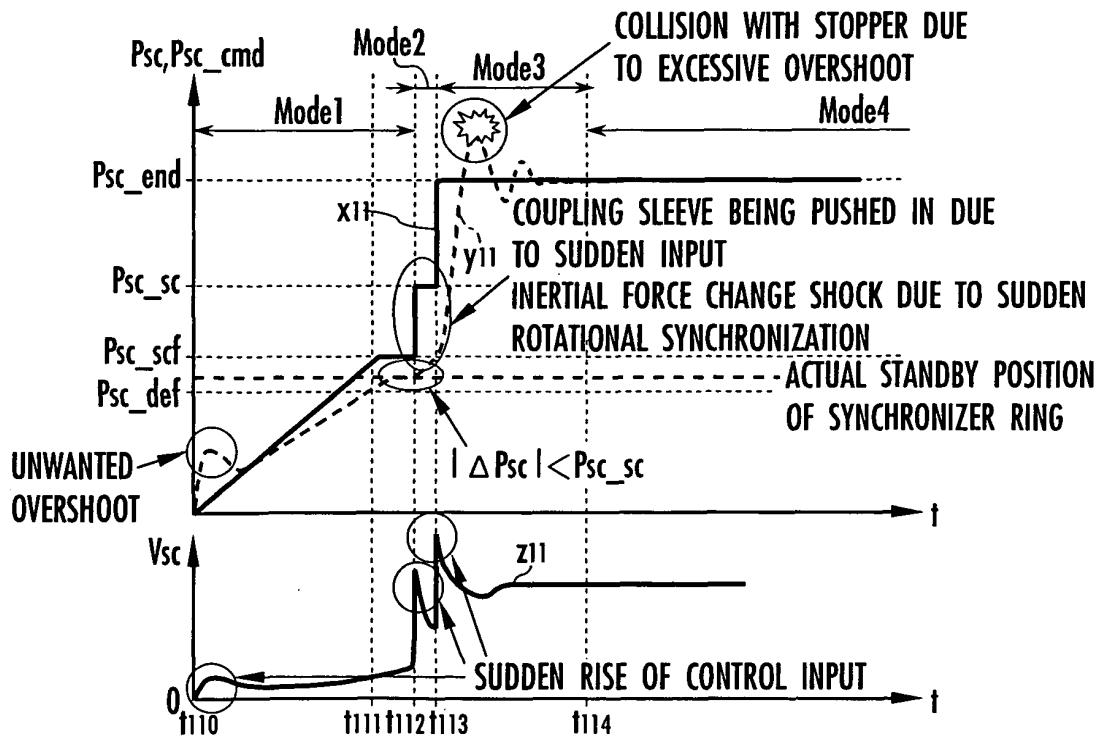 COLLISION WITH STOPPER DUE
TO EXCESSIVE OVERSHOOT
Psc,Psc_cmd
Mode2
Mode3
Mode1
Mode4
Psc_end
x11
y11
COUPLING SLEEVE BEING PUSHED IN DUE
TO SUDDEN INPUT
Psc_sc
INERTIAL FORCE CHANGE SHOCK DUE TO SUDDEN
ROTATIONAL SYNCHRONIZATION
Psc_scf
ACTUAL STANDBY POSITION
OF SYNCHRONIZER RING
Psc_def
UNWANTED
OVERSHOOT
| Δ Psc | < Psc_sc
t
Vsc
z11
SUDDEN RISE OF CONTROL INPUT
0
t
t110
t111
t112
t113
t114